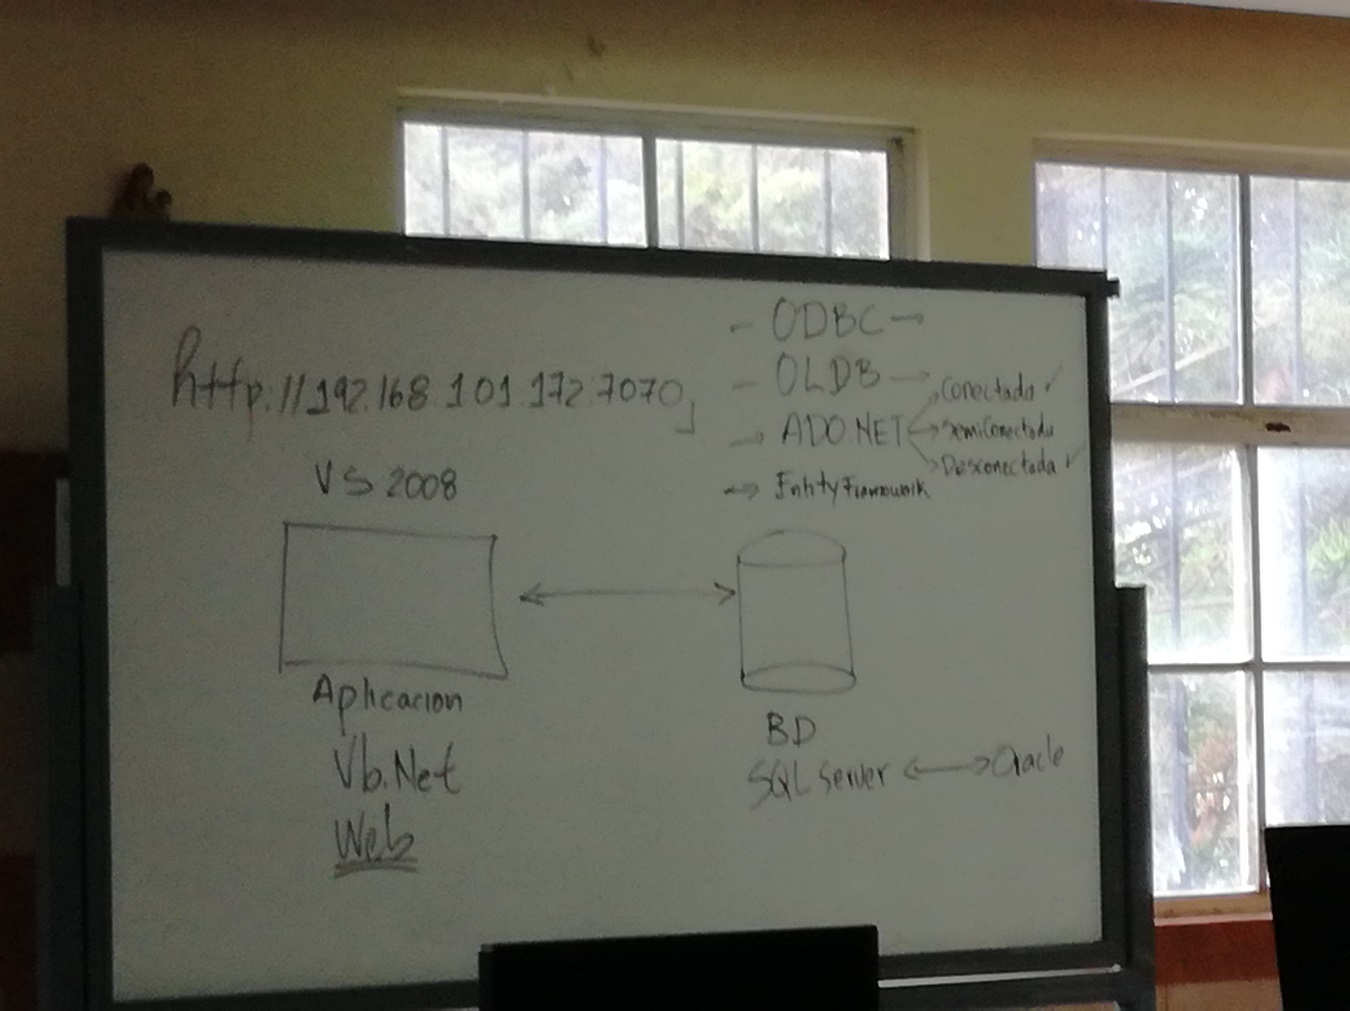 http://192.168.101.172:7070
VS 2008
Aplicacion
Vb.Net
Web
- ODBC →
- OLDB →
→ ADO.NET
→ Conectada ✓
→ SemiConectada
→ Desconectada ✓
→ Entity Framework
BD
SQL Server ↔ Oracle